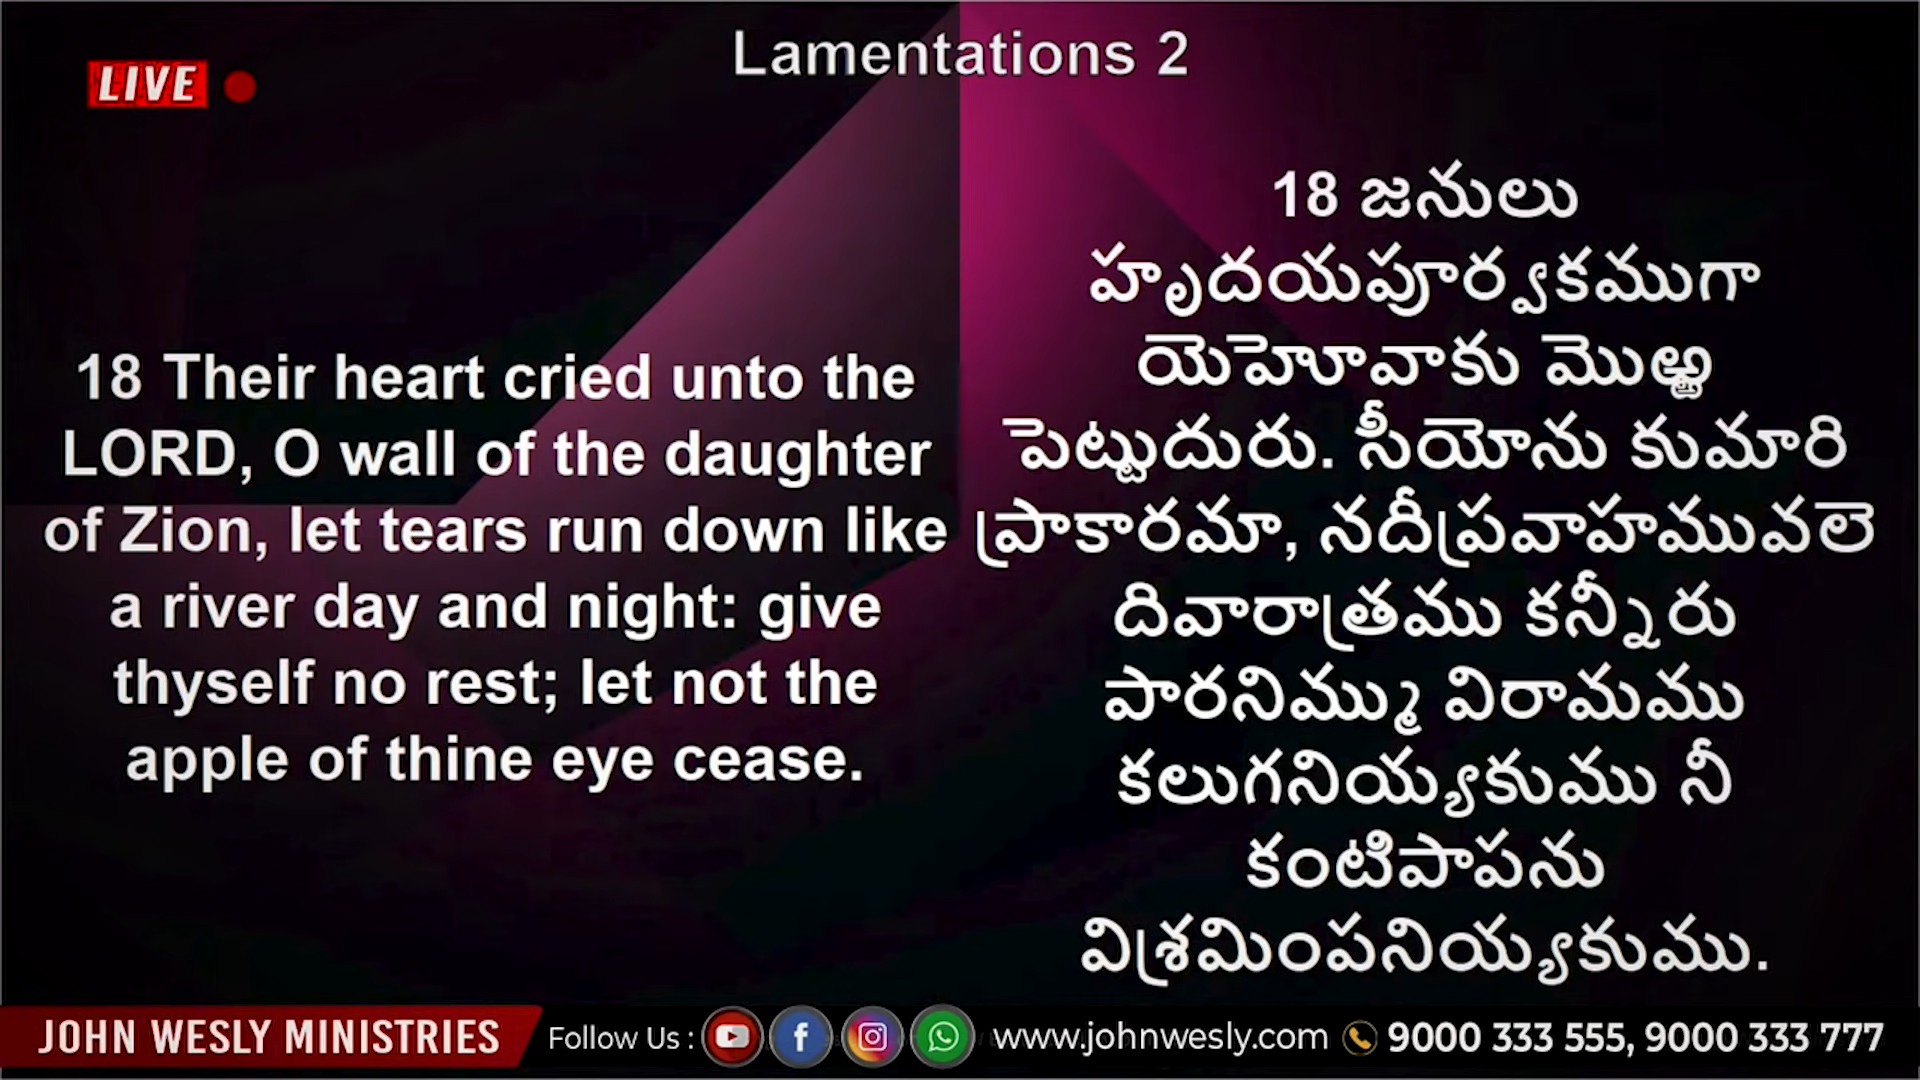 Lamentations 2
LIVE
18 Their heart cried unto the
LORD, O wall of the daughter
of Zion, let tears run down like
a river day and night: give
thyself no rest; let not the
apple of thine eye cease.
18 జనులు
హృదయపూర్వకముగా
యెహోవాకు మొఱ్ఱ
పెట్టుదురు. సీయోను కుమారి
ప్రాకారమా, నదీప్రవాహమువలె
దివారాత్రము కన్నీరు
పారనిమ్ము విరామము
కలుగనియ్యకుము నీ
కంటిపాపను
విశ్రమింపనియ్యకుము.
JOHN WESLY MINISTRIES Follow Us : www.johnwesly.com 9000 333 555, 9000 333 777